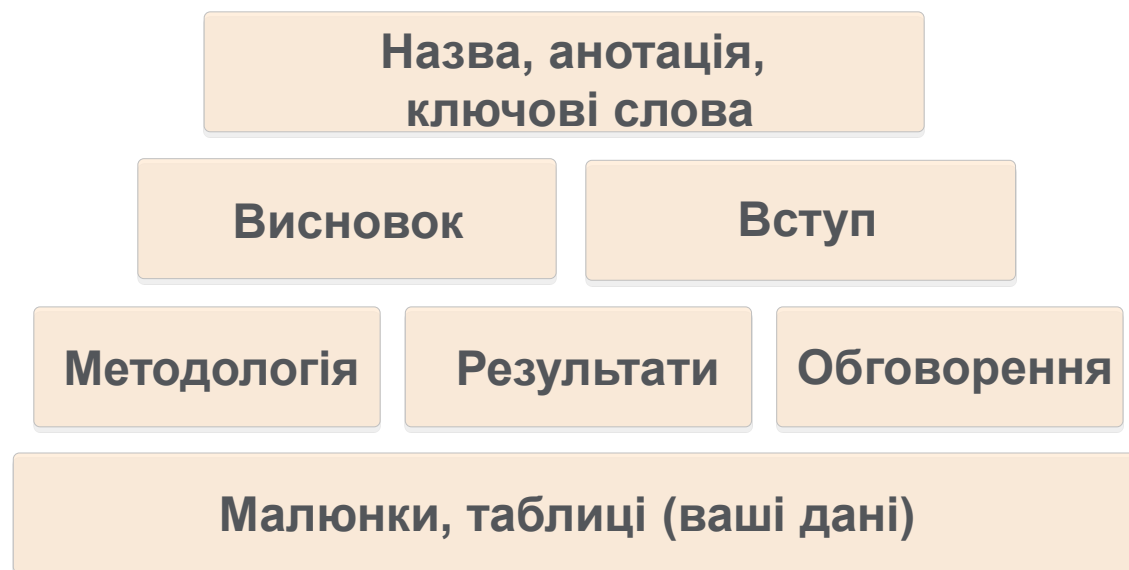 Назва, анотація,
ключові слова
Висновок
Вступ
Методологія
Результати
Обговорення
Малюнки, таблиці (ваші дані)